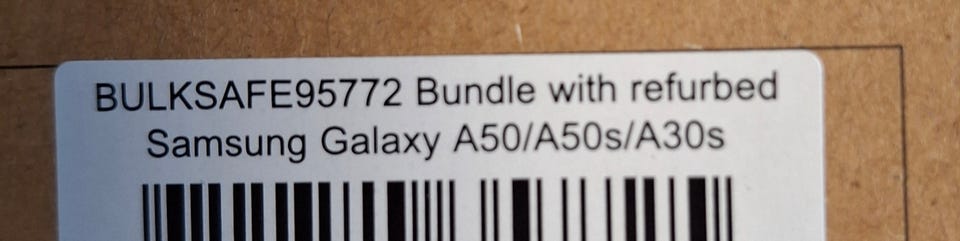 BULKSAFE95772 Bundle with refurbed
Samsung Galaxy A50/A50s/A30s